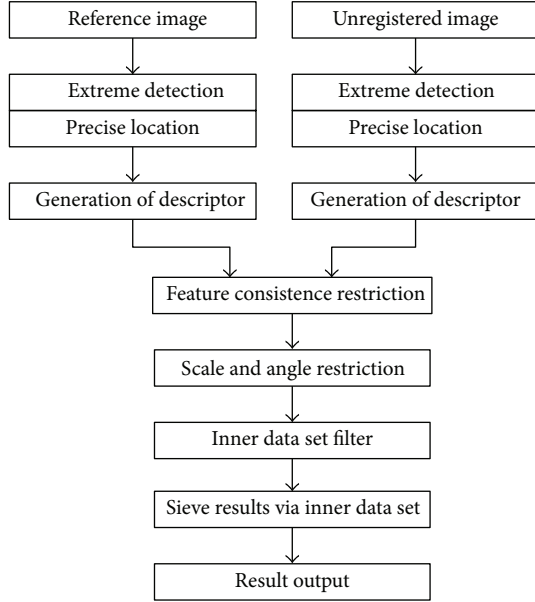 Reference image
Unregistered image
Extreme detection
Extreme detection
Precise location
Precise location
Generation of descriptor
Generation of descriptor
Feature consistence restriction
Scale and angle restriction
Inner data set filter
Sieve results via inner data set
Result output